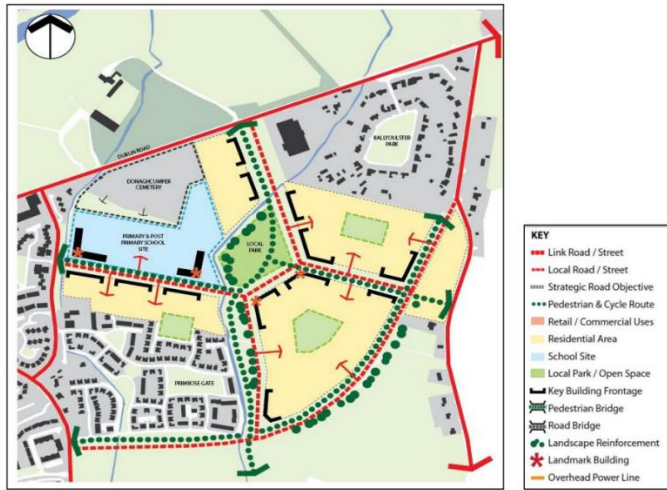 DUBLIN ROAD
BALLYOULSTER
PARK
DONAGHCUMPER
CEMETERY
PRIMARY & POST
PRIMARY SCHOOL
SITE
LOCAL
PARK
PRIMROSE GATE
KEY
Link Road / Street
Local Road / Street
Strategic Road Objective
Pedestrian & Cycle Route
Retail / Commercial Uses
Residential Area
School Site
Local Park / Open Space
Key Building Frontage
Pedestrian Bridge
Road Bridge
Landscape Reinforcement
Landmark Building
Overhead Power Line